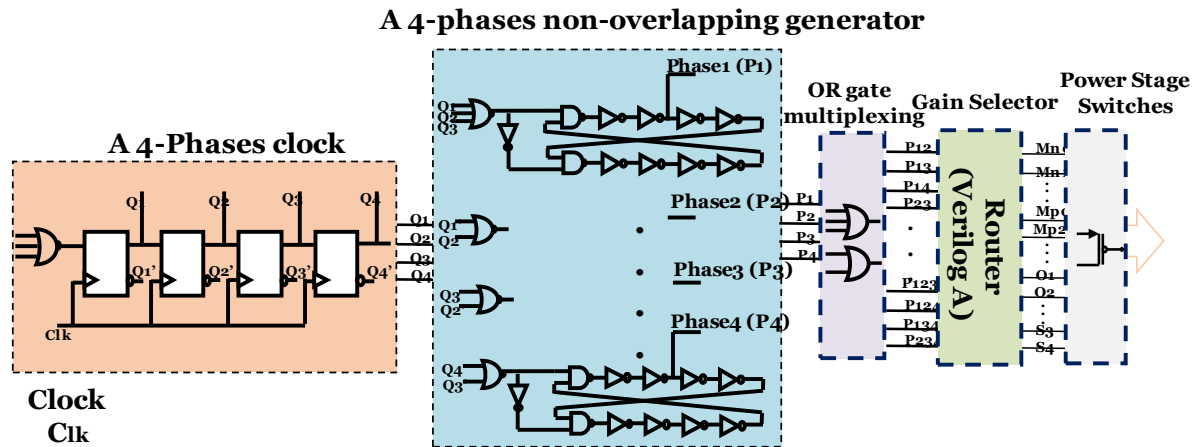 A 4-phases non-overlapping generator
A 4-Phases clock
Q1
Q2
Q3
Q4
Q1'
Q2'
Q3'
Q4'
Clk
Clock
Clk
Q1
Q2
Q3
Q4
Phase1 (P1)
Q1
Q2
Q3
Phase2 (P2)
Q1
Q2
Phase3 (P3)
Q3
Q2
Phase4 (P4)
Q4
Q3
P1
P2
P3
P4
OR gate
multiplexing
P12
P13
P14
P23
P123
P124
P134
P23
Gain Selector
Router
(Verilog A)
Mn
Mn
Mp
Mp2
O1
O2
S3
S4
Power Stage
Switches